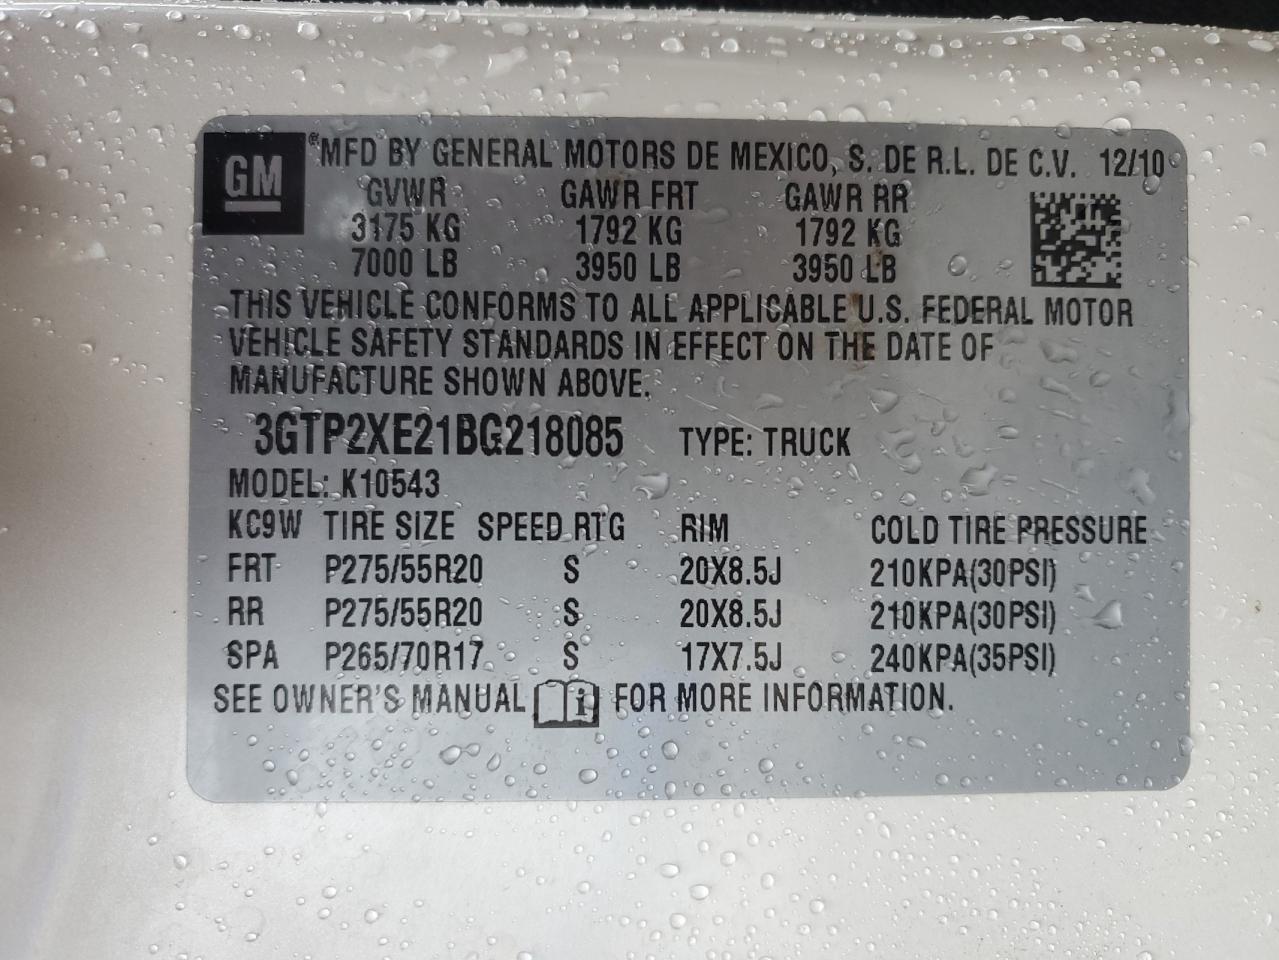 GM ®MFD BY GENERAL MOTORS DE MEXICO, S. DE R.L. DE C.V. 12/10
GVWR GAWR FRT GAWR RR
3175 KG 1792 KG 1792 KG
7000 LB 3950 LB 3950 LB
THIS VEHICLE CONFORMS TO ALL APPLICABLE U.S. FEDERAL MOTOR
VEHICLE SAFETY STANDARDS IN EFFECT ON THE DATE OF
MANUFACTURE SHOWN ABOVE.
3GTP2XE21BG218085 TYPE: TRUCK
MODEL: K10543
KC9W TIRE SIZE SPEED RTG RIM COLD TIRE PRESSURE
FRT P275/55R20 S 20X8.5J 210KPA(30PSI)
RR P275/55R20 S 20X8.5J 210KPA(30PSI)
SPA P265/70R17 S 17X7.5J 240KPA(35PSI)
SEE OWNER'S MANUAL i FOR MORE INFORMATION.